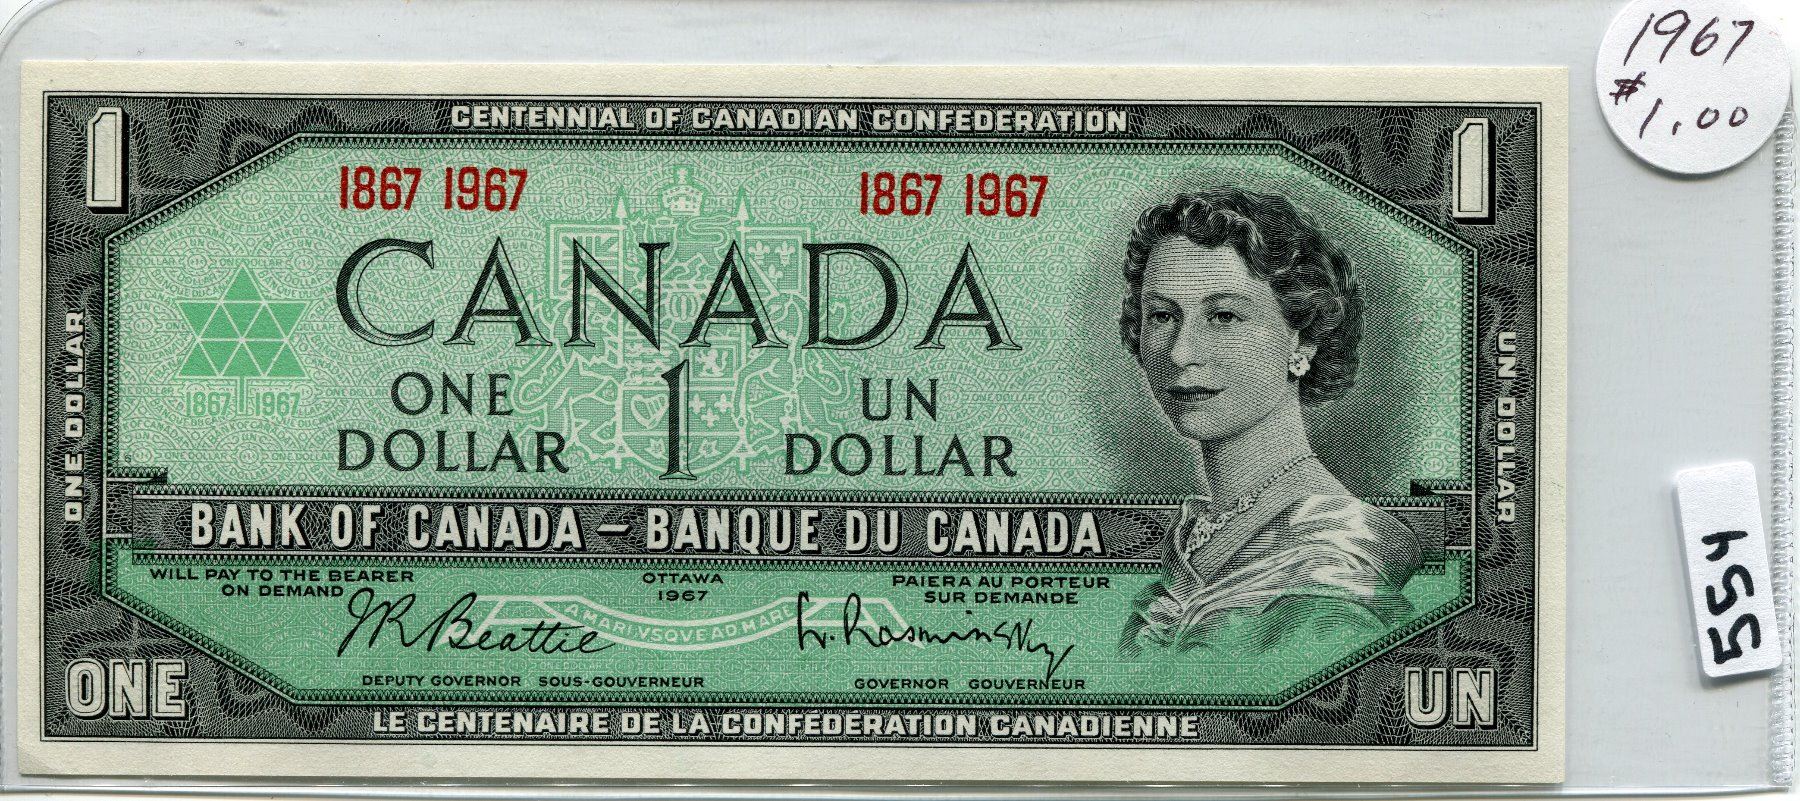 1967
$1.00
554
CENTENNIAL OF CANADIAN CONFEDERATION
1
1
1867 1967
1867 1967
CANADA
ONE DOLLAR
1
UN DOLLAR
1867 1967
ONE DOLLAR
UN DOLLAR
BANK OF CANADA – BANQUE DU CANADA
WILL PAY TO THE BEARER
ON DEMAND
OTTAWA
1967
PAIERA AU PORTEUR
SUR DEMANDE
A MARI VSQVE AD MARE
JR Beattie
L. Rasminsky
DEPUTY GOVERNOR SOUS-GOUVERNEUR
GOVERNOR GOUVERNEUR
ONE
UN
LE CENTENAIRE DE LA CONFÉDÉRATION CANADIENNE